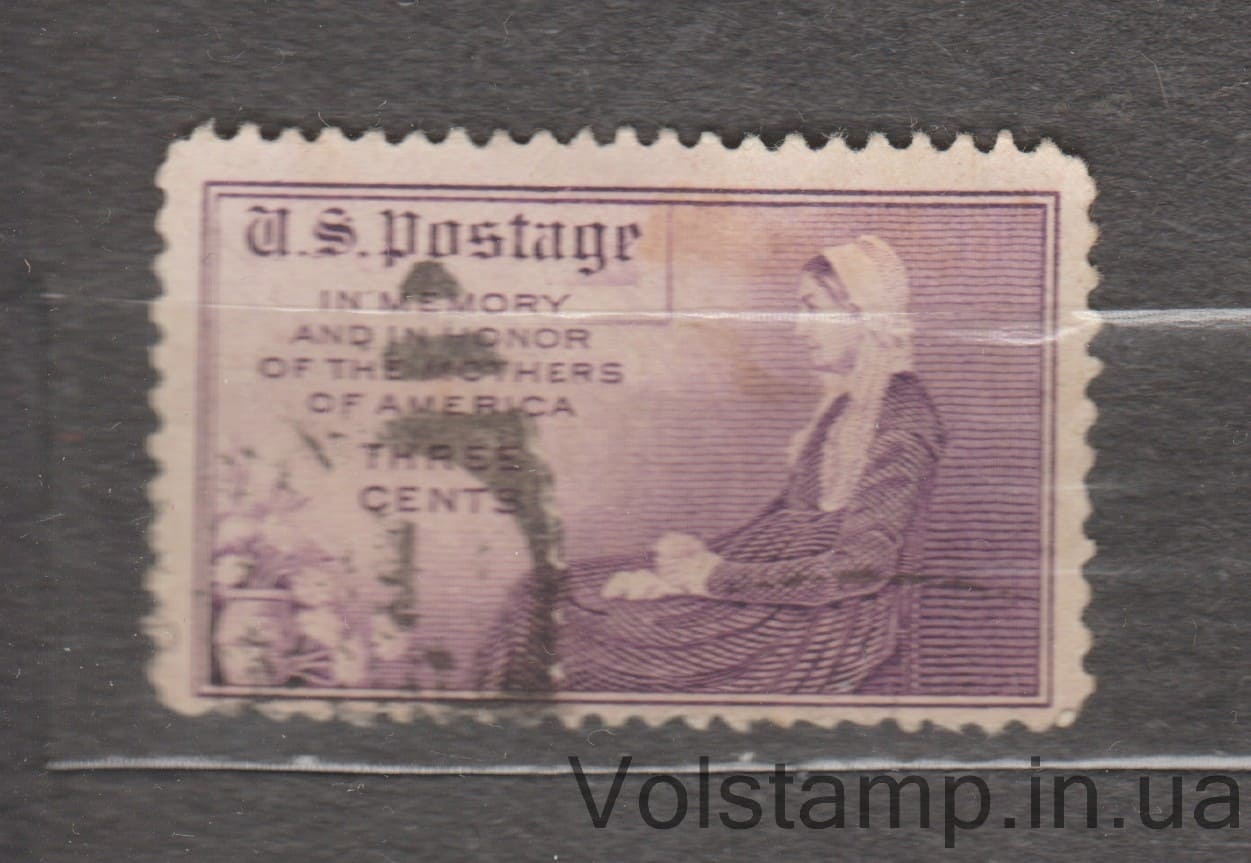 U.S. Postage
IN MEMORY
AND IN HONOR
OF THE MOTHERS
OF AMERICA
THREE
CENTS
Volstamp.in.ua